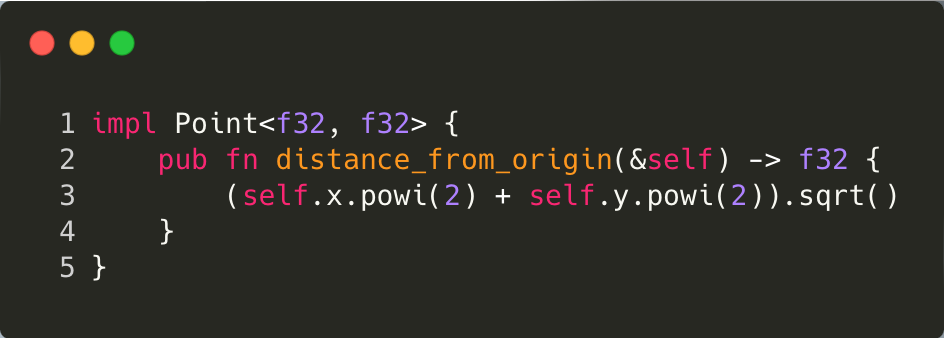 1 impl Point<f32, f32> {
2     pub fn distance_from_origin(&self) -> f32 {
3         (self.x.powi(2) + self.y.powi(2)).sqrt()
4     }
5 }